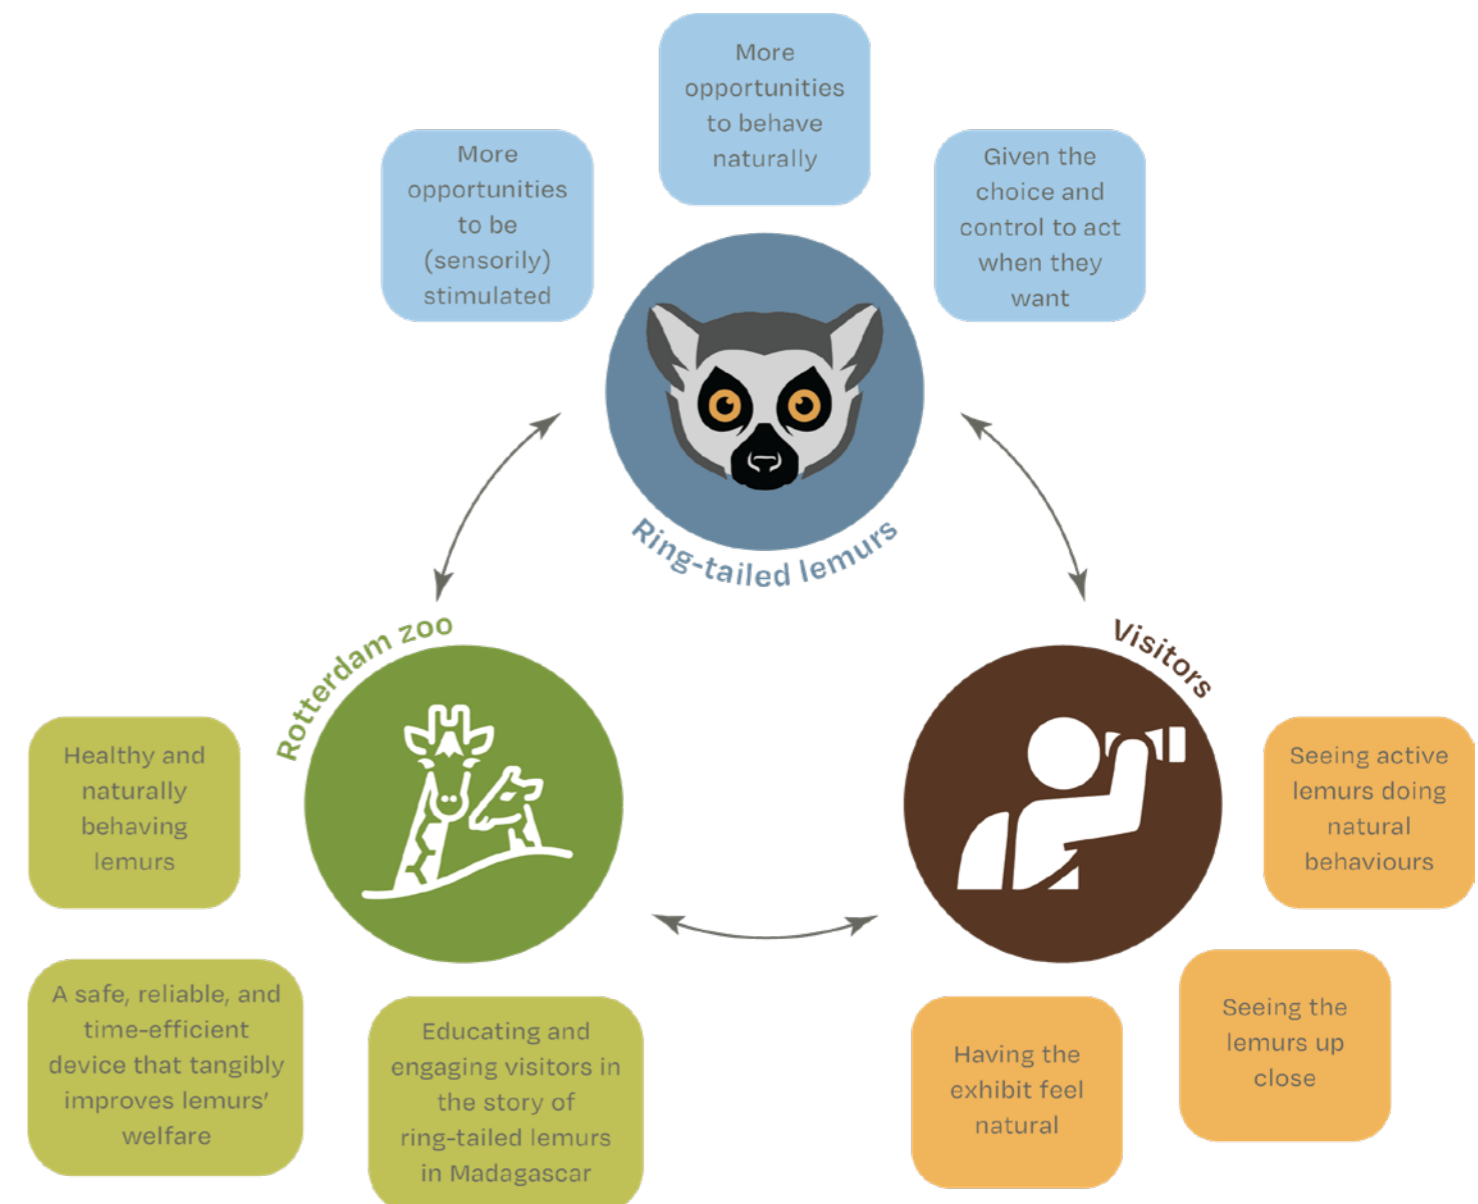 More
opportunities
to behave
naturally
More
opportunities
to be
(sensorily)
stimulated
Given the
choice and
control to act
when they
want
Ring-tailed lemurs
Rotterdam zoo
Visitors
Healthy and
naturally
behaving
lemurs
Seeing active
lemurs doing
natural
behaviours
A safe, reliable, and
time-efficient
device that tangibly
improves lemurs’
welfare
Educating and
engaging visitors in
the story of
ring-tailed lemurs
in Madagascar
Having the
exhibit feel
natural
Seeing the
lemurs up
close